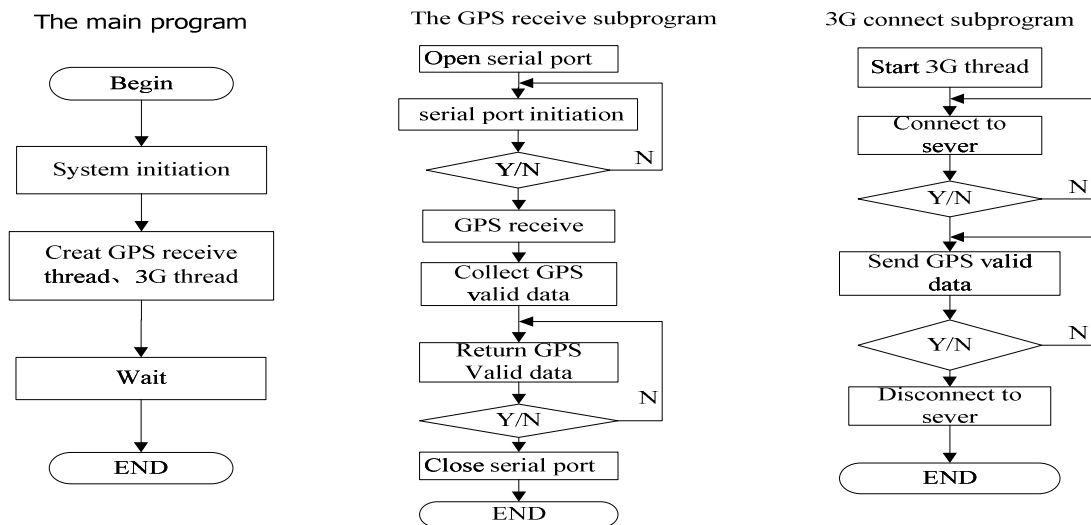 The main program
Begin
System initiation
Creat GPS receive
thread、3G thread
Wait
END
The GPS receive subprogram
Open serial port
serial port initiation
Y/N
N
GPS receive
Collect GPS
valid data
Return GPS
Valid data
N
Y/N
Close serial port
END
3G connect subprogram
Start 3G thread
Connect to
sever
N
Y/N
Send GPS valid
data
N
Y/N
Disconnect to
sever
END